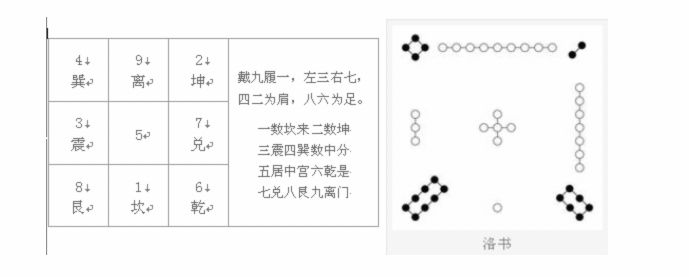 4↓ 9↓ 2↓
巽↵ 离↵ 坤↵
3↓ 5↵ 7↓
震↵ 兑↵
8↓ 1↓ 6↓
艮↵ 坎↵ 乾↵
戴九履一，左三右七，
四二为肩，八六为足。
一数坎来二数坤
三震四巽数中分
五居中宫六乾是
七兑八艮九离门
洛书